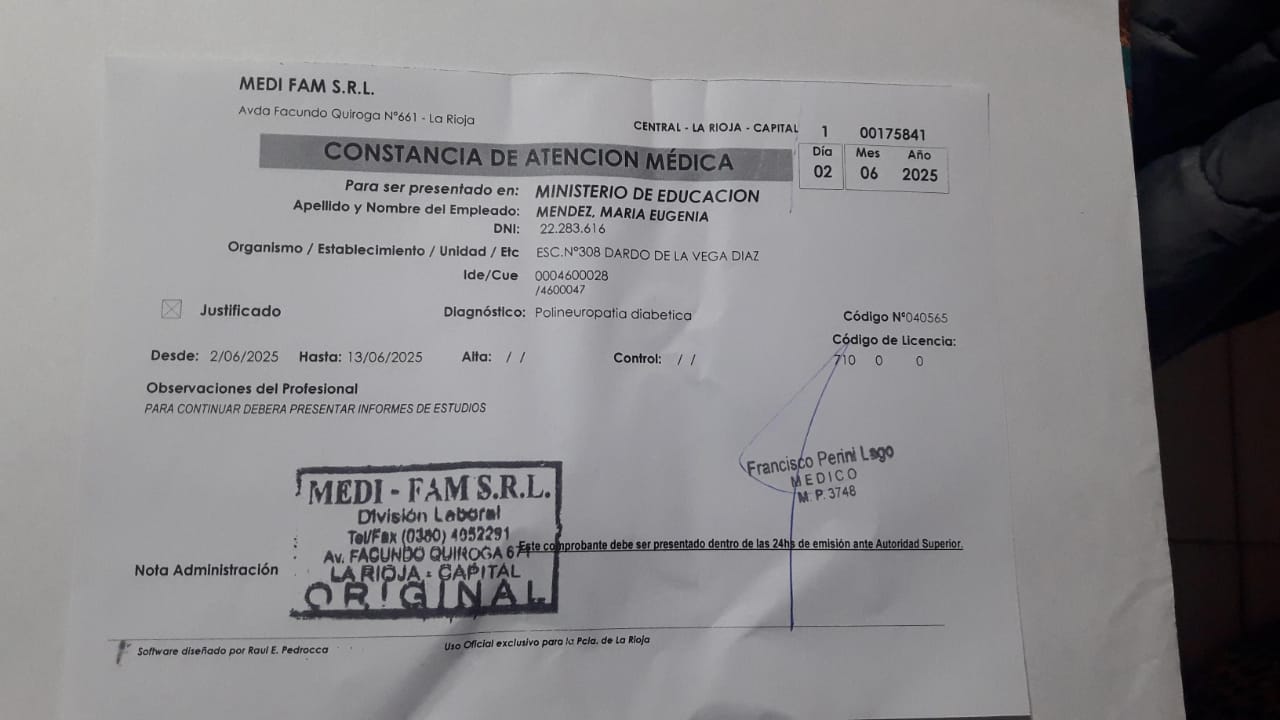 MEDI FAM S.R.L.
Avda Facundo Quiroga Nº661 - La Rioja
CENTRAL - LA RIOJA - CAPITAL 1 00175841
CONSTANCIA DE ATENCION MÉDICA
Día Mes Año
02 06 2025
Para ser presentado en: MINISTERIO DE EDUCACION
Apellido y Nombre del Empleado: MENDEZ, MARIA EUGENIA
DNI: 22.283.616
Organismo / Establecimiento / Unidad / Etc ESC.Nº308 DARDO DE LA VEGA DIAZ
Ide/Cue 0004600028
/4600047
Justificado Diagnóstico: Polineuropatia diabetica Código Nº040565
Código de Licencia:
Desde: 2/06/2025 Hasta: 13/06/2025 Alta: / / Control: / / 710 0 0
Observaciones del Profesional
PARA CONTINUAR DEBERA PRESENTAR INFORMES DE ESTUDIOS
Francisco Perini Lago
MEDICO
M. P. 3748
MEDI - FAM S.R.L.
División Laboral
Tel/Fax (0380) 4052291
Av. FACUNDO QUIROGA 671
LA RIOJA - CAPITAL
ORIGINAL
Este comprobante debe ser presentado dentro de las 24hs de emisión ante Autoridad Superior.
Nota Administración
Software diseñado por Raul E. Pedrocca
Uso Oficial exclusivo para la Pcia. de La Rioja